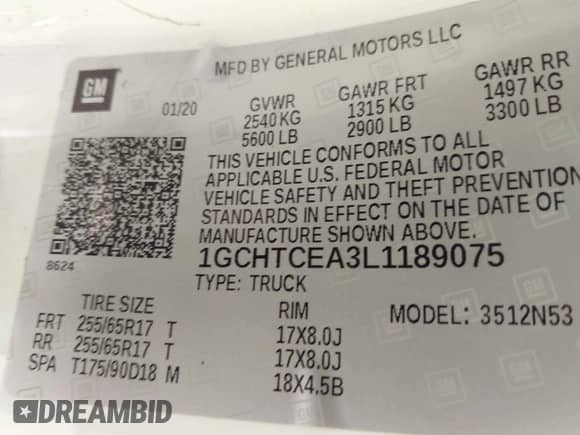 MFD BY GENERAL MOTORS LLC
GM
01/20
GVWR GAWR FRT GAWR RR
2540 KG 1315 KG 1497 KG
5600 LB 2900 LB 3300 LB
THIS VEHICLE CONFORMS TO ALL
APPLICABLE U.S. FEDERAL MOTOR
VEHICLE SAFETY AND THEFT PREVENTION
STANDARDS IN EFFECT ON THE DATE OF
MANUFACTURE SHOWN ABOVE.
8624
1GCHTCEA3L1189075
TYPE: TRUCK
TIRE SIZE RIM MODEL: 3512N53
FRT 255/65R17 T 17X8.0J
RR 255/65R17 T 17X8.0J
SPA T175/90D18 M 18X4.5B
DREAMBID